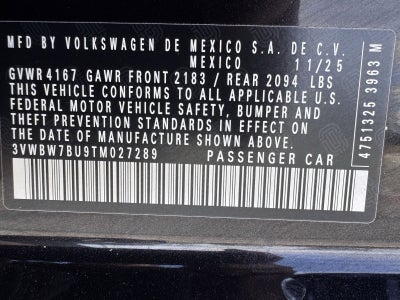 MFD BY VOLKSWAGEN DE MEXICO S.A. DE C.V.
MEXICO 11/25
GVWR 4167 GAWR FRONT 2183 / REAR 2094 LBS
THIS VEHICLE CONFORMS TO ALL APPLICABLE U.S.
FEDERAL MOTOR VEHICLE SAFETY, BUMPER AND
THEFT PREVENTION STANDARDS IN EFFECT ON
THE DATE OF MANUFACTURE SHOWN ABOVE.
3VWBW7BU9TM027289 PASSENGER CAR
4751325 3963 M